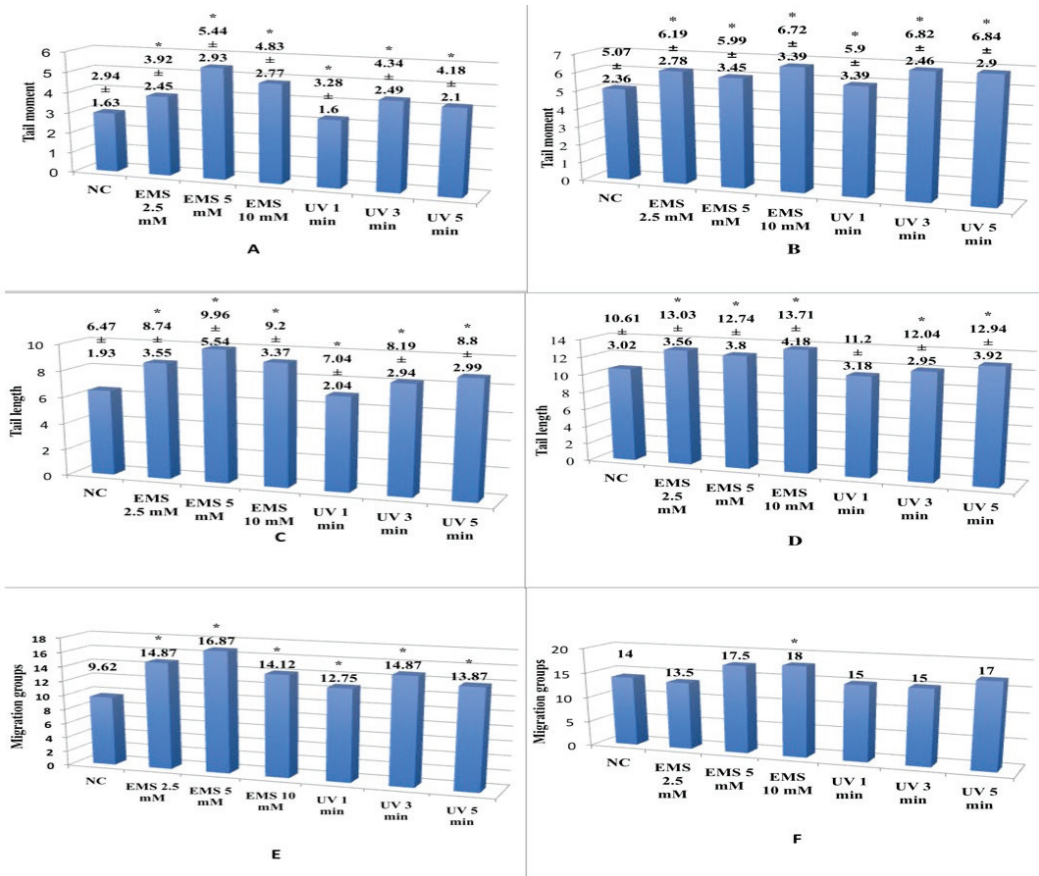 *
5.44
±
2.93
*
4.83
±
2.77
*
3.92
±
2.45
*
4.34
±
2.49
*
4.18
±
2.1
*
3.28
±
1.6
2.94
±
1.63
Tail moment
6
5
4
3
2
1
0
NC
EMS
2.5 mM
EMS 5
mM
EMS
10 mM
UV 1
min
UV 3
min
UV 5
min
A
5.07
±
2.36
*
6.19
±
2.78
*
5.99
±
3.45
*
6.72
±
3.39
*
5.9
±
3.39
*
6.82
±
2.46
*
6.84
±
2.9
Tail moment
7
6
5
4
3
2
1
0
NC
EMS
2.5 mM
EMS 5
mM
EMS
10 mM
UV 1
min
UV 3
min
UV 5
min
B
6.47
±
1.93
*
8.74
±
3.55
*
9.96
±
5.54
*
9.2
±
3.37
*
7.04
±
2.04
*
8.19
±
2.94
*
8.8
±
2.99
Tail length
10
8
6
4
2
0
NC
EMS
2.5 mM
EMS 5
mM
EMS
10 mM
UV 1
min
UV 3
min
UV 5
min
C
10.61
±
3.02
*
13.03
±
3.56
*
12.74
±
3.8
*
13.71
±
4.18
11.2
±
3.18
*
12.04
±
2.95
*
12.94
±
3.92
Tail length
14
12
10
8
6
4
2
0
NC
EMS
2.5 mM
EMS 5
mM
EMS
10 mM
UV 1
min
UV 3
min
UV 5
min
D
9.62
*
14.87
*
16.87
*
14.12
*
12.75
*
14.87
*
13.87
Migration groups
18
16
14
12
10
8
6
4
2
0
NC
EMS 2.5
mM
EMS 5
mM
EMS
10 mM
UV 1
min
UV 3
min
UV 5
min
E
14
13.5
17.5
*
18
15
15
17
Migration groups
20
15
10
5
0
NC
EMS
2.5 mM
EMS 5
mM
EMS
10 mM
UV 1
min
UV 3
min
UV 5
min
F